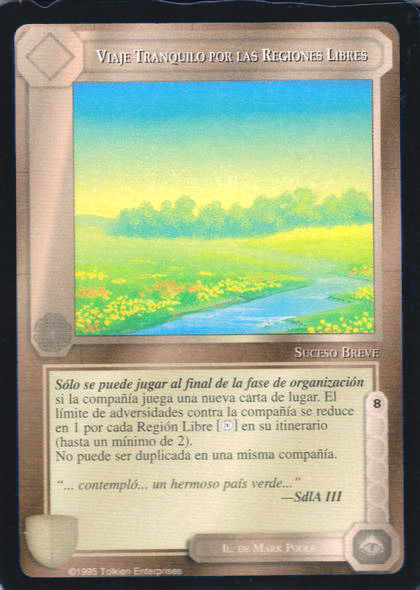 Viaje Tranquilo por las Regiones Libres
Suceso Breve
Sólo se puede jugar al final de la fase de organización
si la compañía juega una nueva carta de lugar. El
límite de adversidades contra la compañía se reduce
en 1 por cada Región Libre [ ] en su itinerario
(hasta un mínimo de 2).
No puede ser duplicada en una misma compañía.
8
“... contempló... un hermoso país verde...”
—SdlA III
Il. de Mark Poole
©1995 Tolkien Enterprises